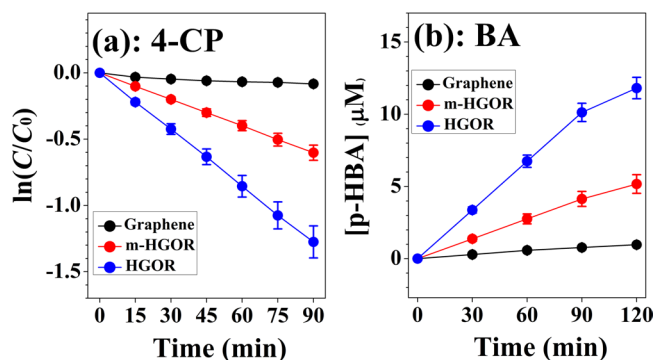 (a): 4-CP
ln(C/C0)
0.0
-0.5
-1.0
-1.5
Graphene
m-HGOR
HGOR
0 15 30 45 60 75 90
Time (min)
(b): BA
[p-HBA] (μM)
15
10
5
0
Graphene
m-HGOR
HGOR
0 30 60 90 120
Time (min)